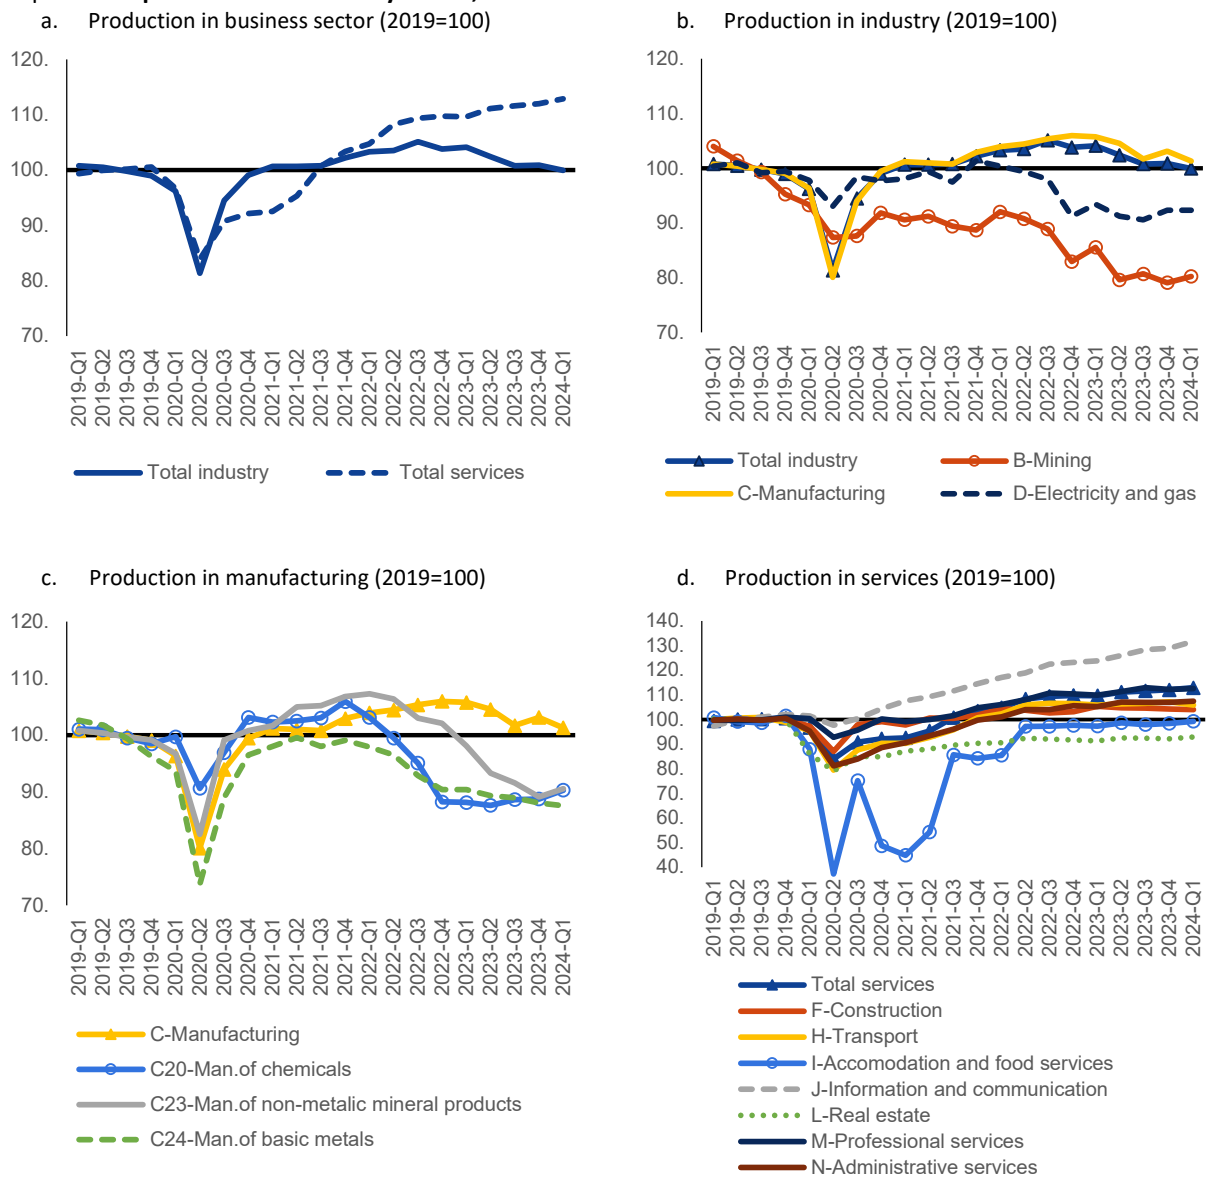 a. Production in business sector (2019=100)
120.
110.
100.
90.
80.
70.
2019-Q1
2019-Q2
2019-Q3
2019-Q4
2020-Q1
2020-Q2
2020-Q3
2020-Q4
2021-Q1
2021-Q2
2021-Q3
2021-Q4
2022-Q1
2022-Q2
2022-Q3
2022-Q4
2023-Q1
2023-Q2
2023-Q3
2023-Q4
2024-Q1
Total industry
Total services
b. Production in industry (2019=100)
120.
110.
100.
90.
80.
70.
2019-Q1
2019-Q2
2019-Q3
2019-Q4
2020-Q1
2020-Q2
2020-Q3
2020-Q4
2021-Q1
2021-Q2
2021-Q3
2021-Q4
2022-Q1
2022-Q2
2022-Q3
2022-Q4
2023-Q1
2023-Q2
2023-Q3
2023-Q4
2024-Q1
Total industry
B-Mining
C-Manufacturing
D-Electricity and gas
c. Production in manufacturing (2019=100)
120.
110.
100.
90.
80.
70.
2019-Q1
2019-Q2
2019-Q3
2019-Q4
2020-Q1
2020-Q2
2020-Q3
2020-Q4
2021-Q1
2021-Q2
2021-Q3
2021-Q4
2022-Q1
2022-Q2
2022-Q3
2022-Q4
2023-Q1
2023-Q2
2023-Q3
2023-Q4
2024-Q1
C-Manufacturing
C20-Man.of chemicals
C23-Man.of non-metalic mineral products
C24-Man.of basic metals
d. Production in services (2019=100)
140.
130.
120.
110.
100.
90.
80.
70.
60.
50.
40.
2019-Q1
2019-Q2
2019-Q3
2019-Q4
2020-Q1
2020-Q2
2020-Q3
2020-Q4
2021-Q1
2021-Q2
2021-Q3
2021-Q4
2022-Q1
2022-Q2
2022-Q3
2022-Q4
2023-Q1
2023-Q2
2023-Q3
2023-Q4
2024-Q1
Total services
F-Construction
H-Transport
I-Accomodation and food services
J-Information and communication
L-Real estate
M-Professional services
N-Administrative services